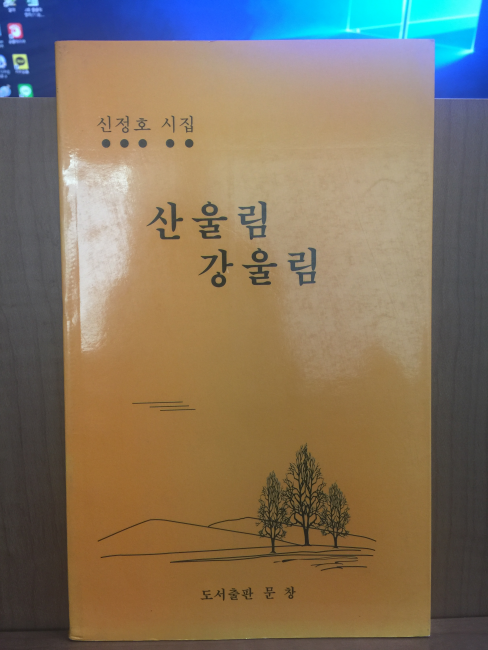 신정호 시집
산울림
강울림
도서출판 문창